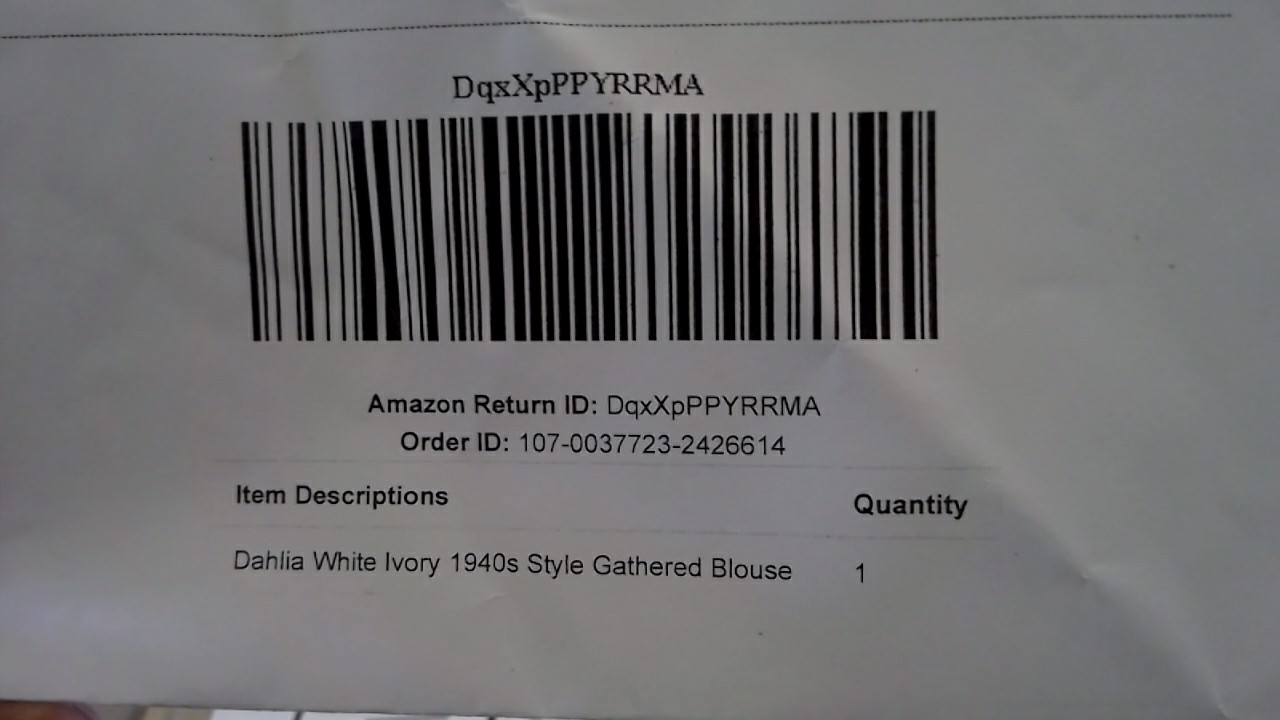 DqxXpPPYRRMA
Amazon Return ID: DqxXpPPYRRMA
Order ID: 107-0037723-2426614
Item Descriptions Quantity
Dahlia White Ivory 1940s Style Gathered Blouse 1